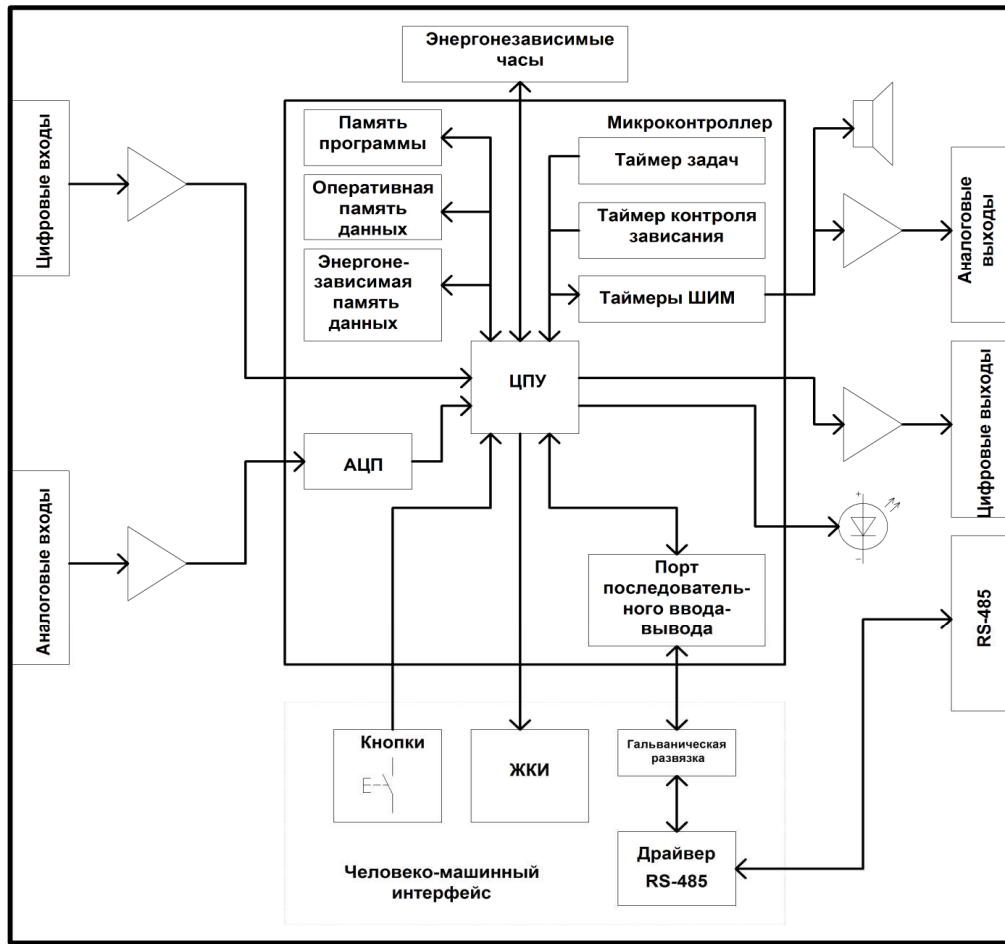 Энергонезависимые
часы
Цифровые входы
Память
программы
Оперативная
память
данных
Энергоне-
зависимая
память
данных
Микроконтроллер
Таймер задач
Таймер контроля
зависания
Таймеры ШИМ
Аналоговые
выходы
ЦПУ
АЦП
Цифровые выходы
Аналоговые входы
+
-
Порт
последователь-
ного ввода-
вывода
RS-485
Кнопки
ЖКИ
Гальваническая
развязка
Драйвер
RS-485
Человеко-машинный
интерфейс